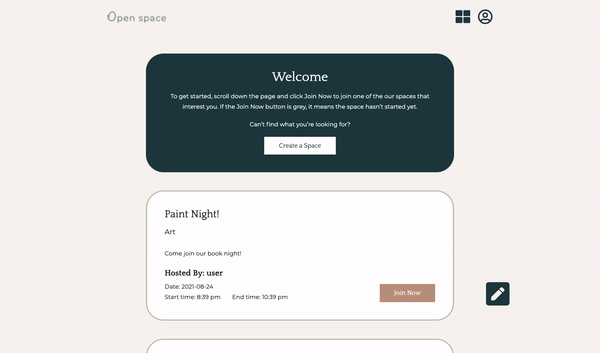 Open space
Welcome
To get started, scroll down the page and click Join Now to join one of the our spaces that
interest you. If the Join Now button is grey, it means the space hasn't started yet.
Can't find what you're looking for?
Create a Space
Paint Night!
Art
Come join our book night!
Hosted By: user
Date: 2021-08-24
Start time: 8:39 pm End time: 10:39 pm
Join Now